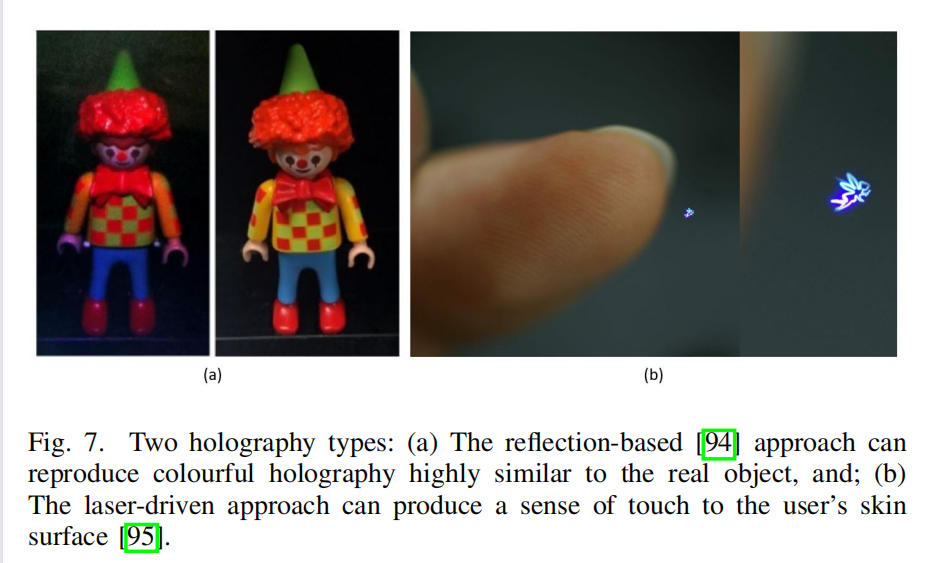 (a)
(b)
Fig. 7. Two holography types: (a) The reflection-based [94] approach can
reproduce colourful holography highly similar to the real object, and; (b)
The laser-driven approach can produce a sense of touch to the user's skin
surface [95].